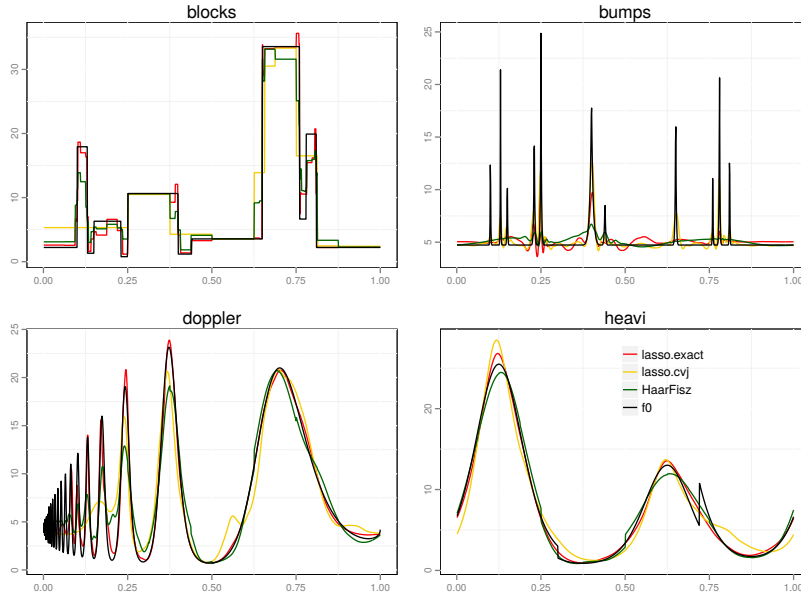 blocks
0 10 20 30
0.00 0.25 0.50 0.75 1.00
bumps
5 10 15 20 25
0.00 0.25 0.50 0.75 1.00
doppler
0 5 10 15 20 25
0.00 0.25 0.50 0.75 1.00
heavi
lasso.exact
lasso.cvj
HaarFisz
f0
0 10 20
0.00 0.25 0.50 0.75 1.00